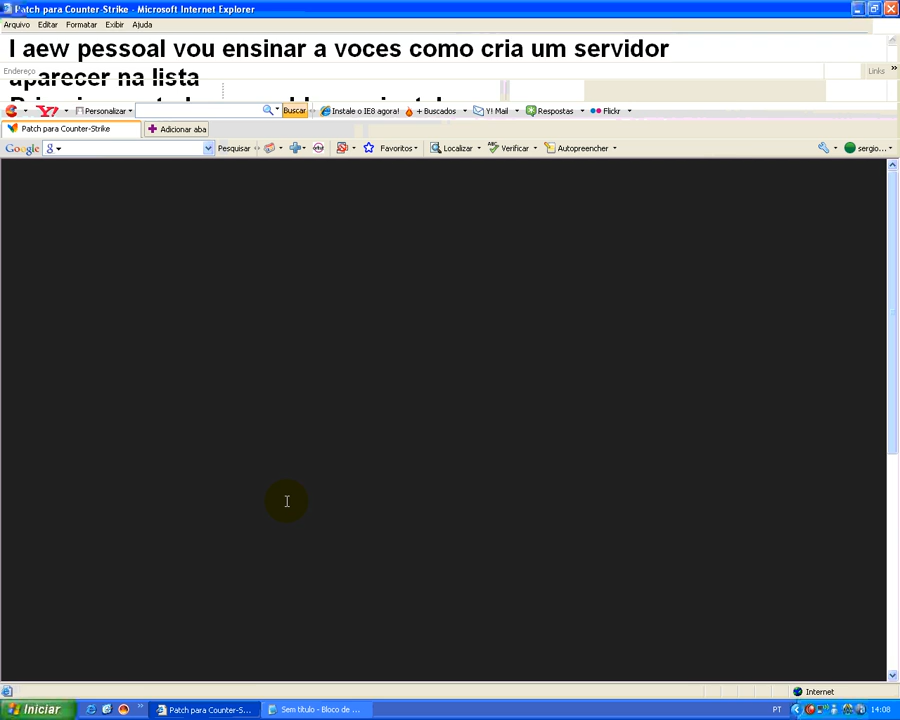 Patch para Counter-Strike - Microsoft Internet Explorer
Arquivo Editar Formatar Exibir Ajuda
I aew pessoal vou ensinar a voces como cria um servidor
Endereço Links
aparecer na lista
Y! Personalizar Buscar Instale o IE8 agora! + Buscados Y! Mail Respostas Flickr
Patch para Counter-Strike Adicionar aba
Google g Pesquisar Favoritos Localizar Verificar Autopreencher sergio...
Internet
Iniciar Patch para Counter-S... Sem título - Bloco de ... PT 14:08